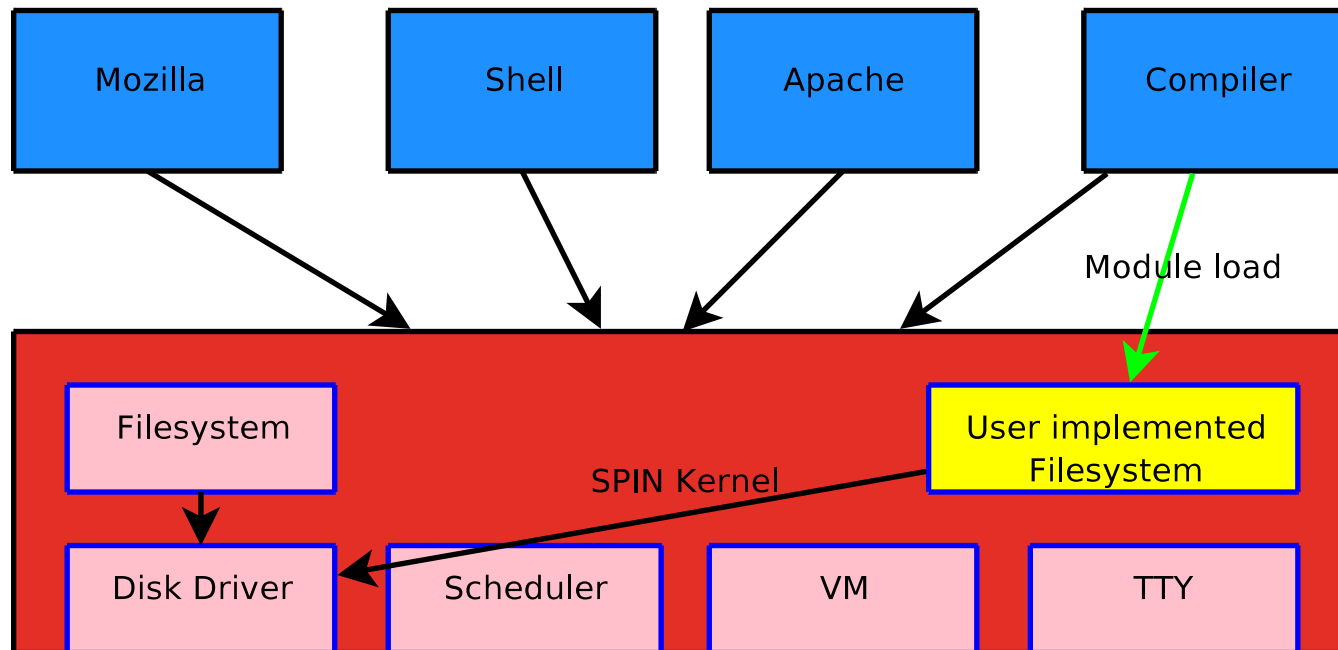 Mozilla
Shell
Apache
Compiler
Module load
Filesystem
User implemented
Filesystem
SPIN Kernel
Disk Driver
Scheduler
VM
TTY